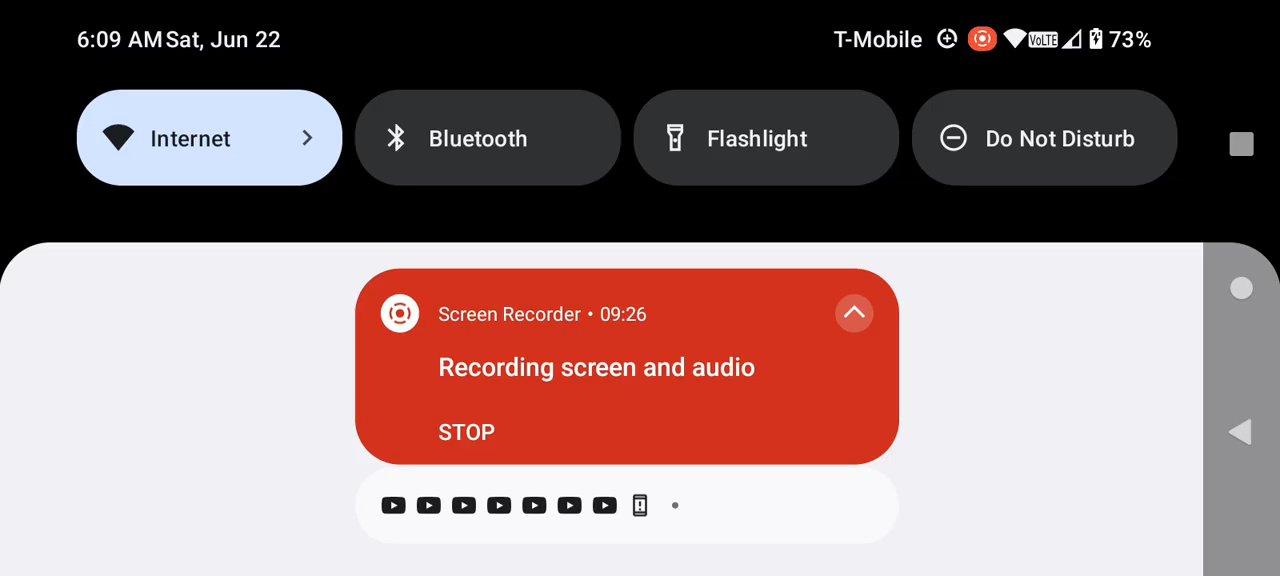 6:09 AM Sat, Jun 22
T-Mobile VoLTE 73%
Internet
Bluetooth
Flashlight
Do Not Disturb
Screen Recorder • 09:26
Recording screen and audio
STOP